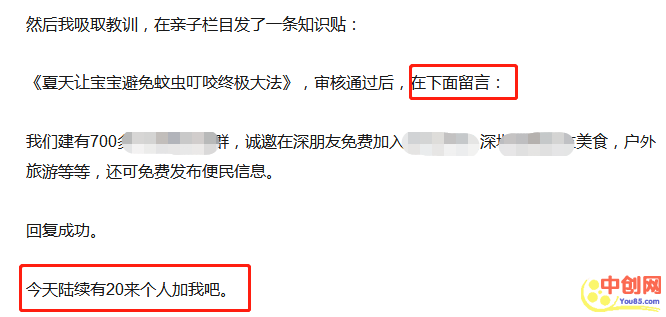 然后我吸取教训，在亲子栏目发了一条知识贴：
《夏天让宝宝避免蚊虫叮咬终极大法》，审核通过后，在下面留言：
我们建有700 群，诚邀在深朋友免费加入 深 美食，户外
旅游等等，还可免费发布便民信息。
回复成功。
今天陆续有20来个人加我吧。
中创网
You85.com